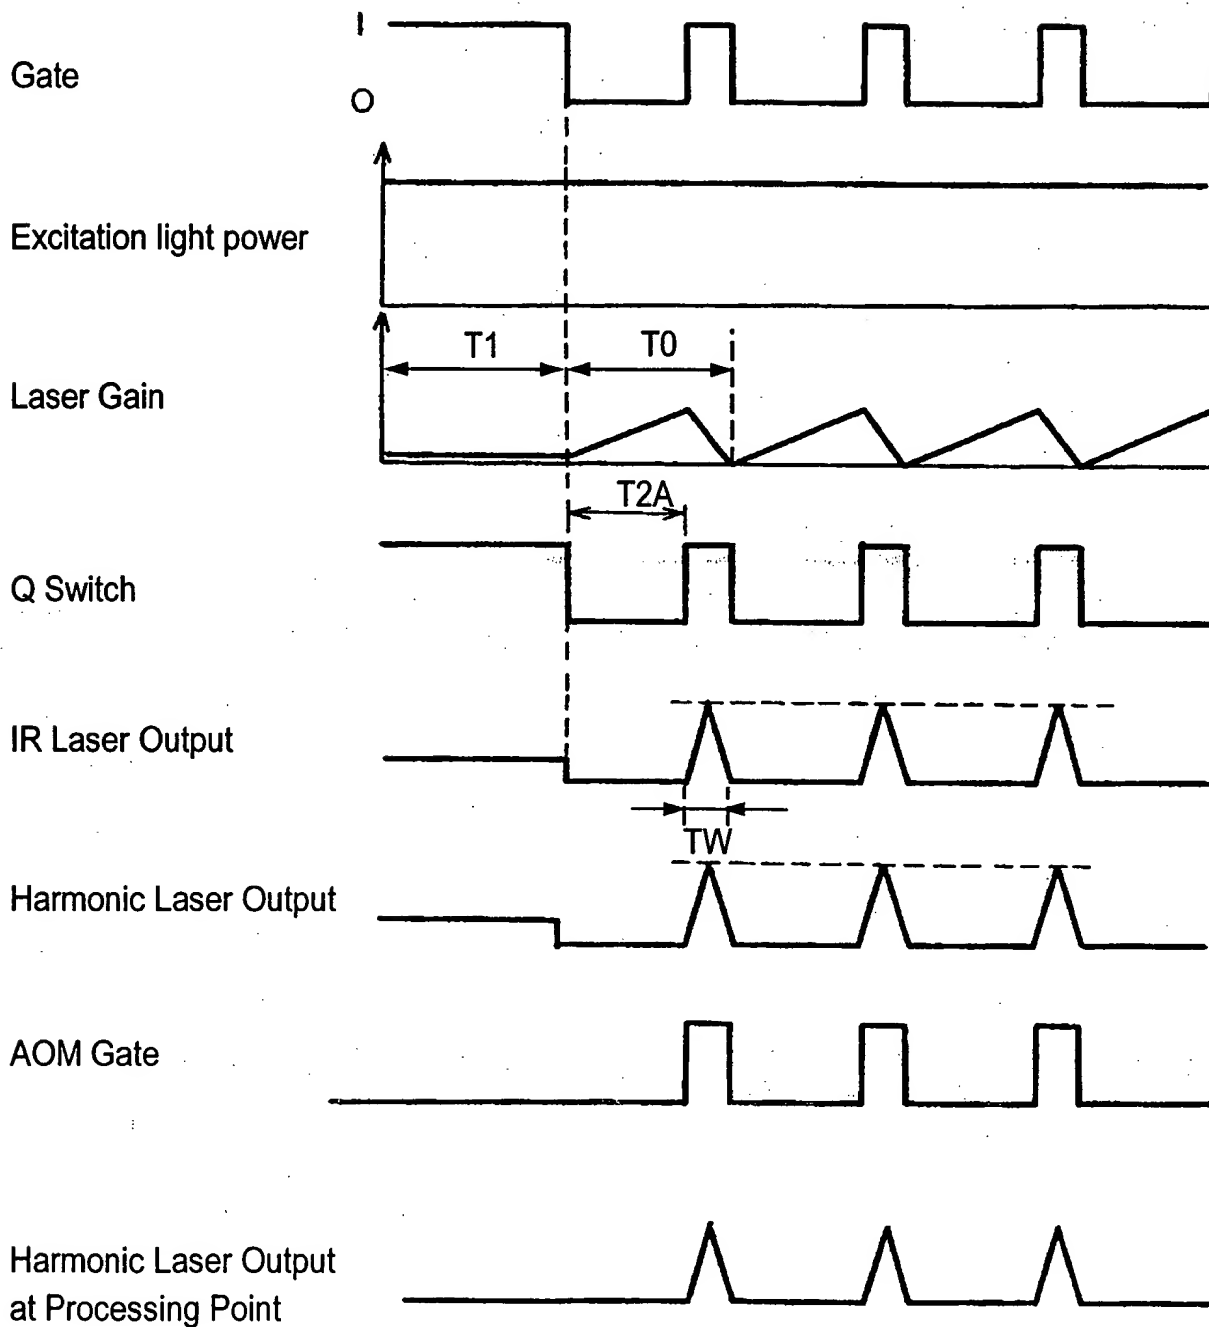 I
Gate
O
Excitation light power
T1
T0
Laser Gain
T2A
Q Switch
IR Laser Output
TW
Harmonic Laser Output
AOM Gate
Harmonic Laser Output
at Processing Point